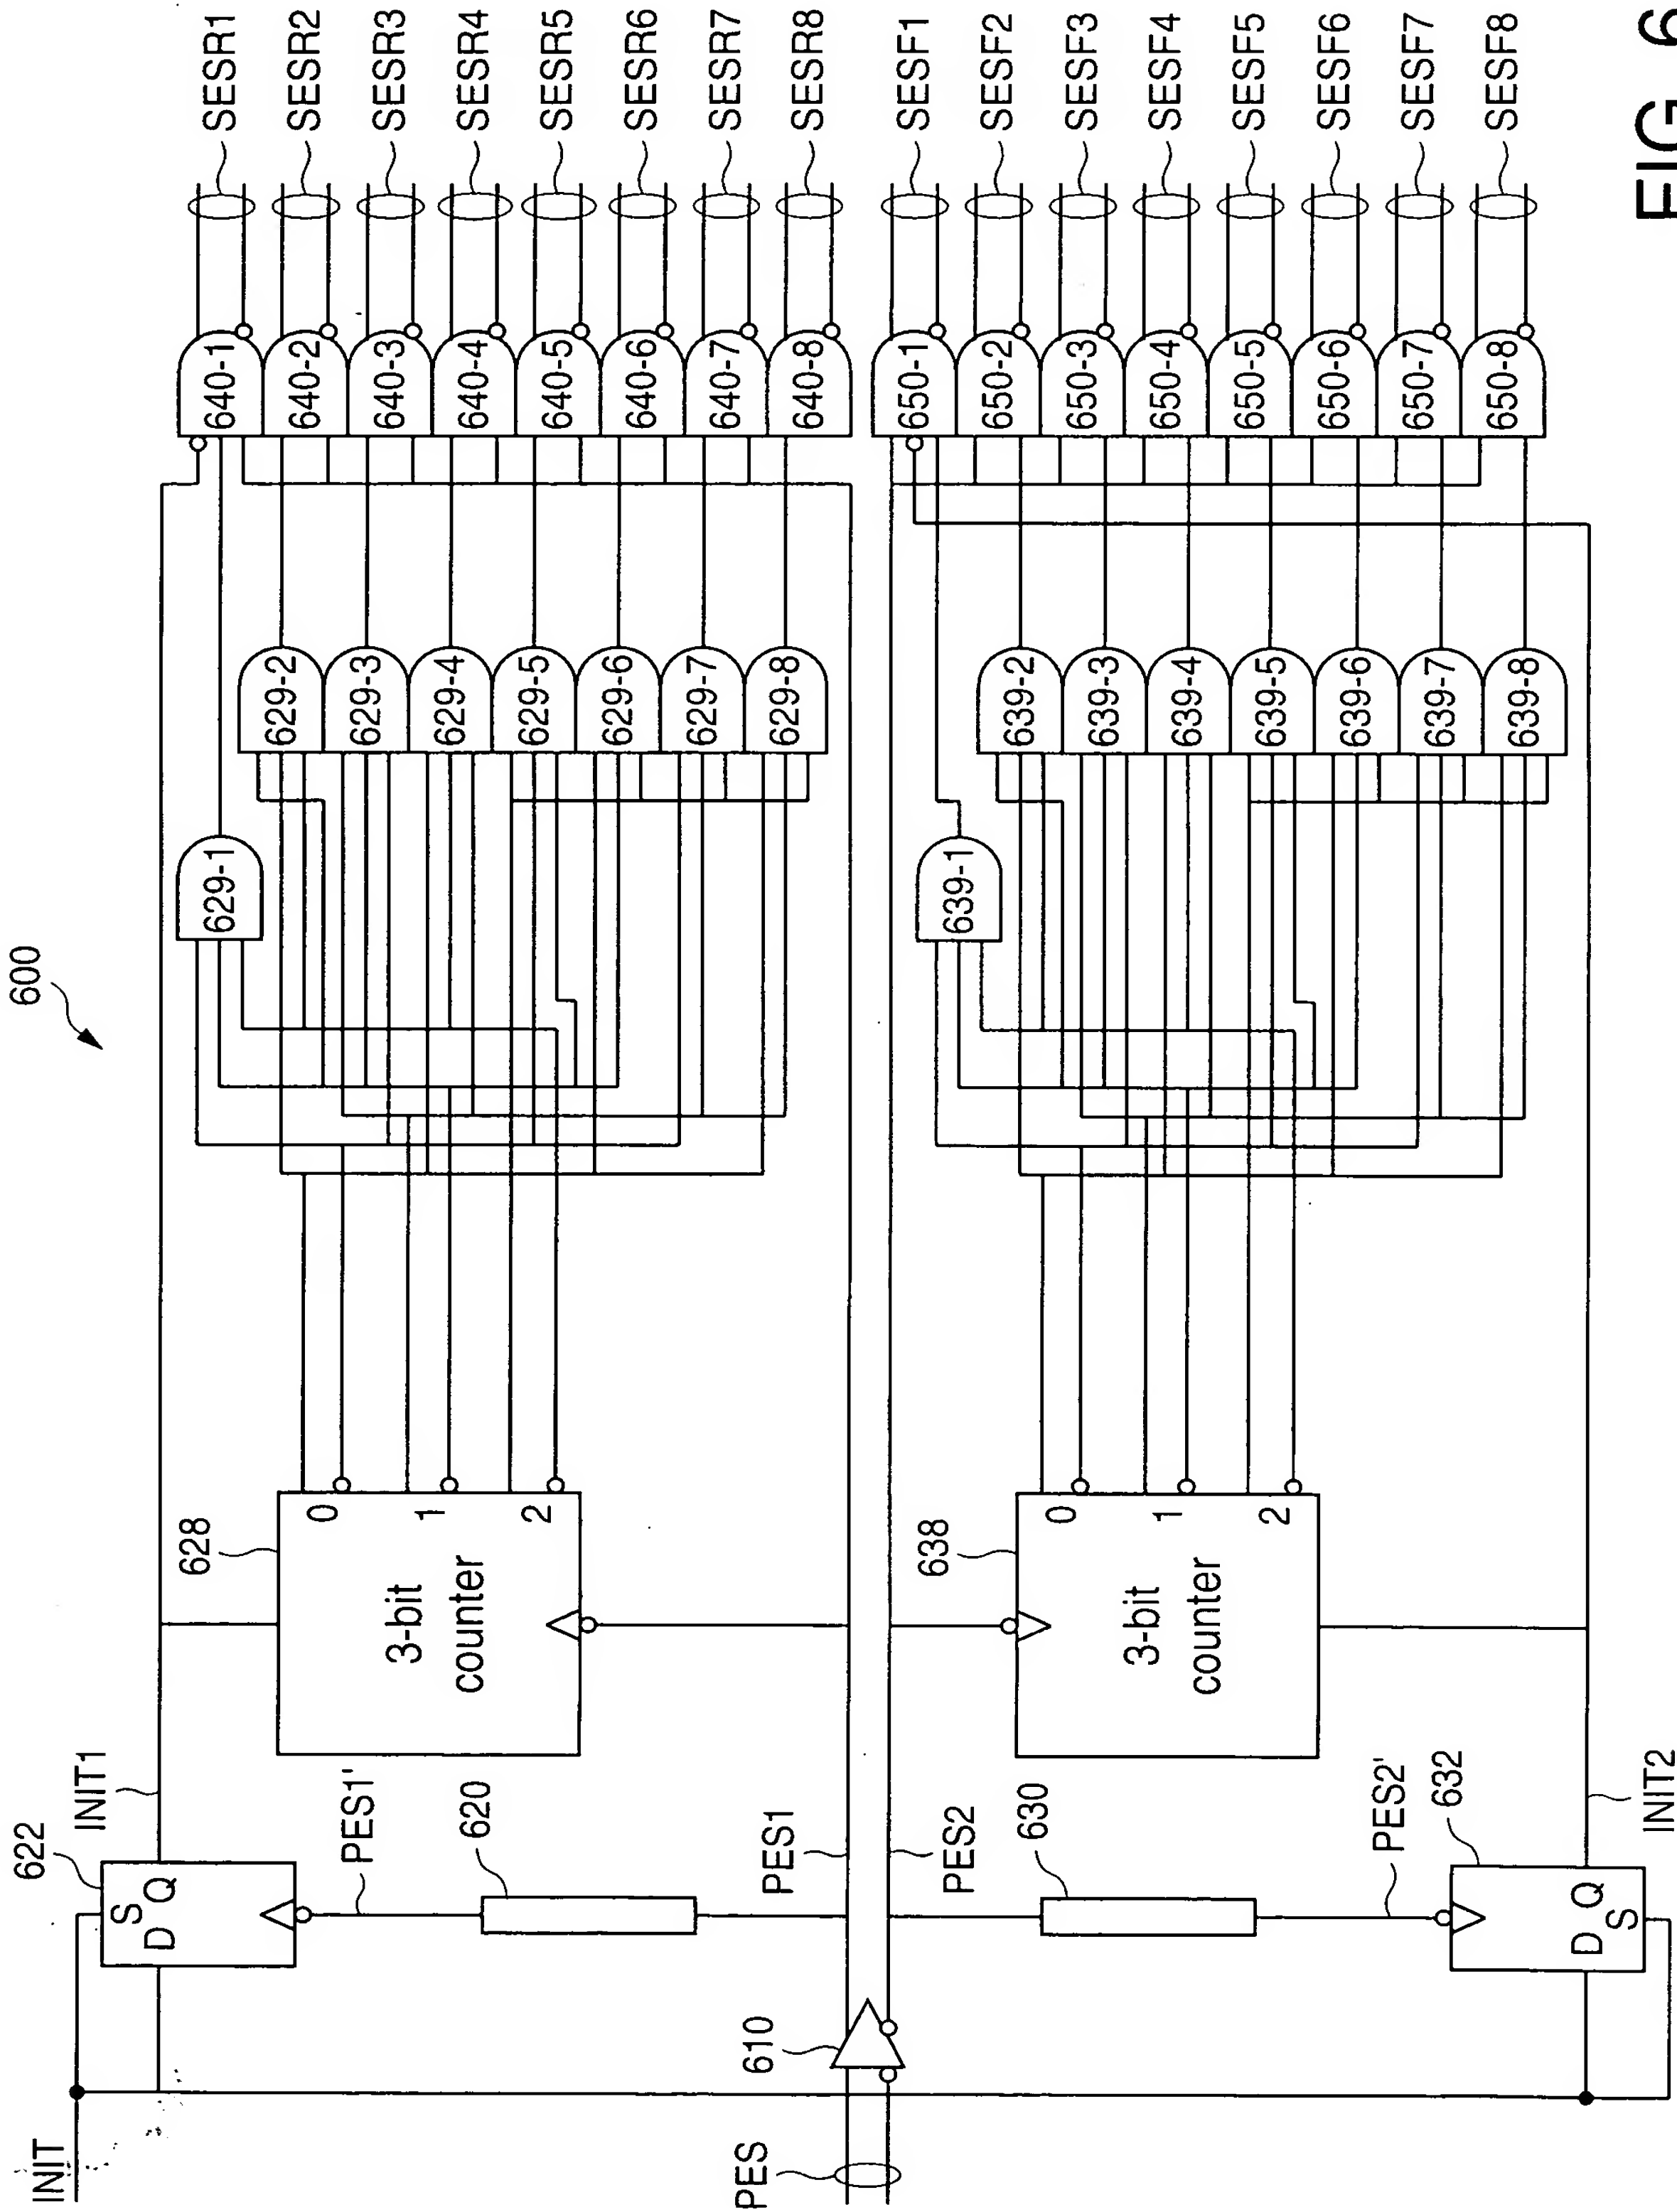 600
INIT
622
S
D Q
INIT1
PES1'
620
628
3-bit
counter
0
1
2
629-1
629-2
629-3
629-4
629-5
629-6
629-7
629-8
640-1
640-2
640-3
640-4
640-5
640-6
640-7
640-8
SESR1
SESR2
SESR3
SESR4
SESR5
SESR6
SESR7
SESR8
PES
610
PES1
PES2
630
PES2'
632
D Q
S
INIT2
638
3-bit
counter
0
1
2
639-1
639-2
639-3
639-4
639-5
639-6
639-7
639-8
650-1
650-2
650-3
650-4
650-5
650-6
650-7
650-8
SESF1
SESF2
SESF3
SESF4
SESF5
SESF6
SESF7
SESF8
FIG 6